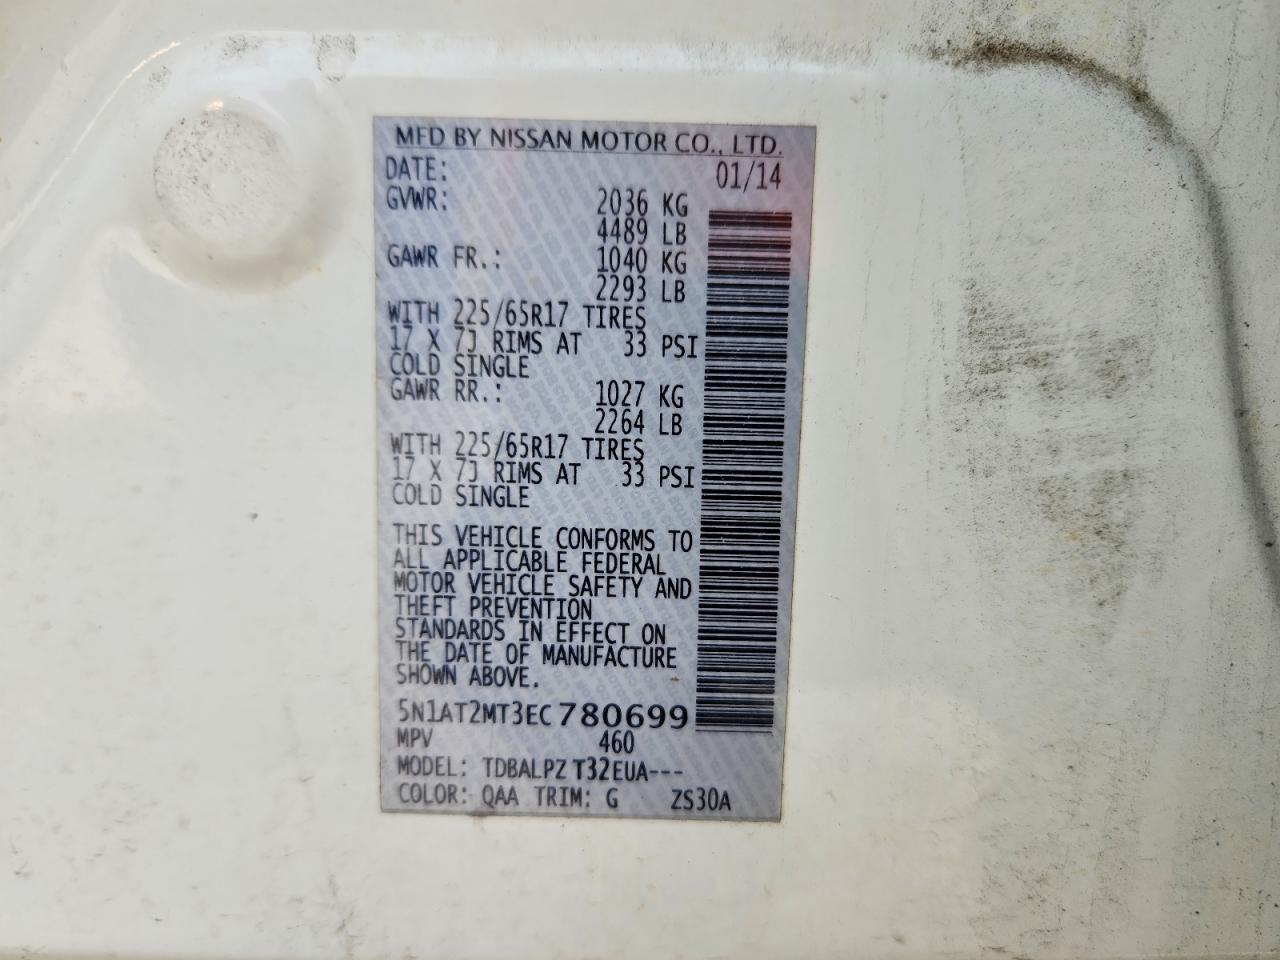 MFD BY NISSAN MOTOR CO., LTD.
DATE: 01/14
GVWR: 2036 KG
4489 LB
GAWR FR.: 1040 KG
2293 LB
WITH 225/65R17 TIRES
17 X 7J RIMS AT 33 PSI
COLD SINGLE
GAWR RR.: 1027 KG
2264 LB
WITH 225/65R17 TIRES
17 X 7J RIMS AT 33 PSI
COLD SINGLE
THIS VEHICLE CONFORMS TO
ALL APPLICABLE FEDERAL
MOTOR VEHICLE SAFETY AND
THEFT PREVENTION
STANDARDS IN EFFECT ON
THE DATE OF MANUFACTURE
SHOWN ABOVE.
5N1AT2MT3EC780699
MPV 460
MODEL: TDBALPZ T32EUA---
COLOR: QAA TRIM: G ZS30A